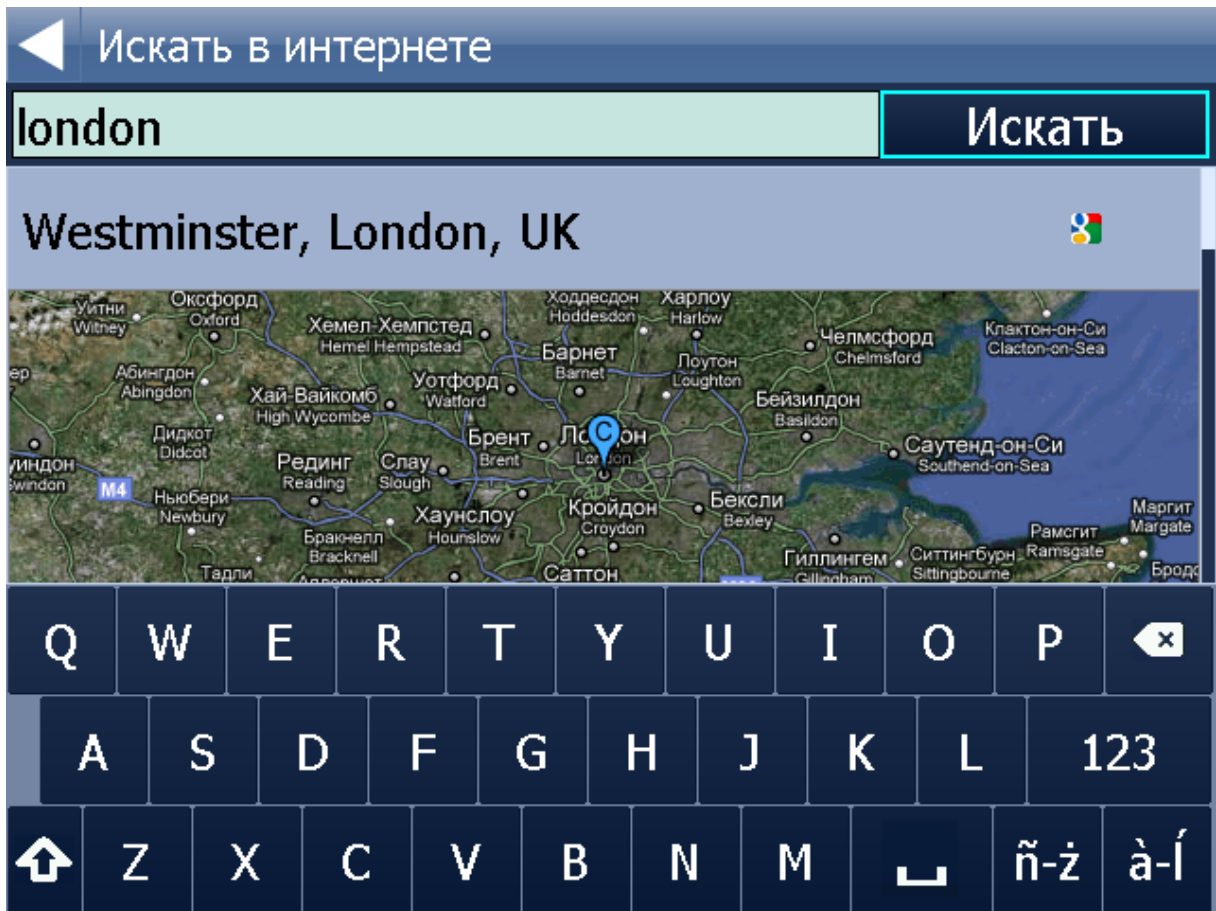 Искать в интернете
london
Искать
Westminster, London, UK
Уитни
Witney
Оксфорд
Oxford
Хемел-Хемпстед
Hemel Hempstead
Ходдесдон
Hoddesdon
Харлоу
Harlow
Челмсфорд
Chelmsford
Клактон-он-Си
Clacton-on-Sea
Абингдон
Abingdon
Хай-Вайкомб
High Wycombe
Уотфорд
Watford
Барнет
Barnet
Лоутон
Loughton
Бейзилдон
Basildon
Дидкот
Didcot
Брент
Brent
C
Саутенд-он-Си
Southend-on-Sea
M4
Рединг
Reading
Слау
Slough
Ньюбери
Newbury
Хаунслоу
Hounslow
Кройдон
Croydon
Бексли
Bexley
Маргит
Margate
Рамсгит
Ramsgate
Бракнелл
Bracknell
Гиллингем
Gillingham
Ситтингбурн
Sittingbourne
Тадли
Саттон
Q W E R T Y U I O P
A S D F G H J K L 123
Z X C V B N M ñ-ż à-Í